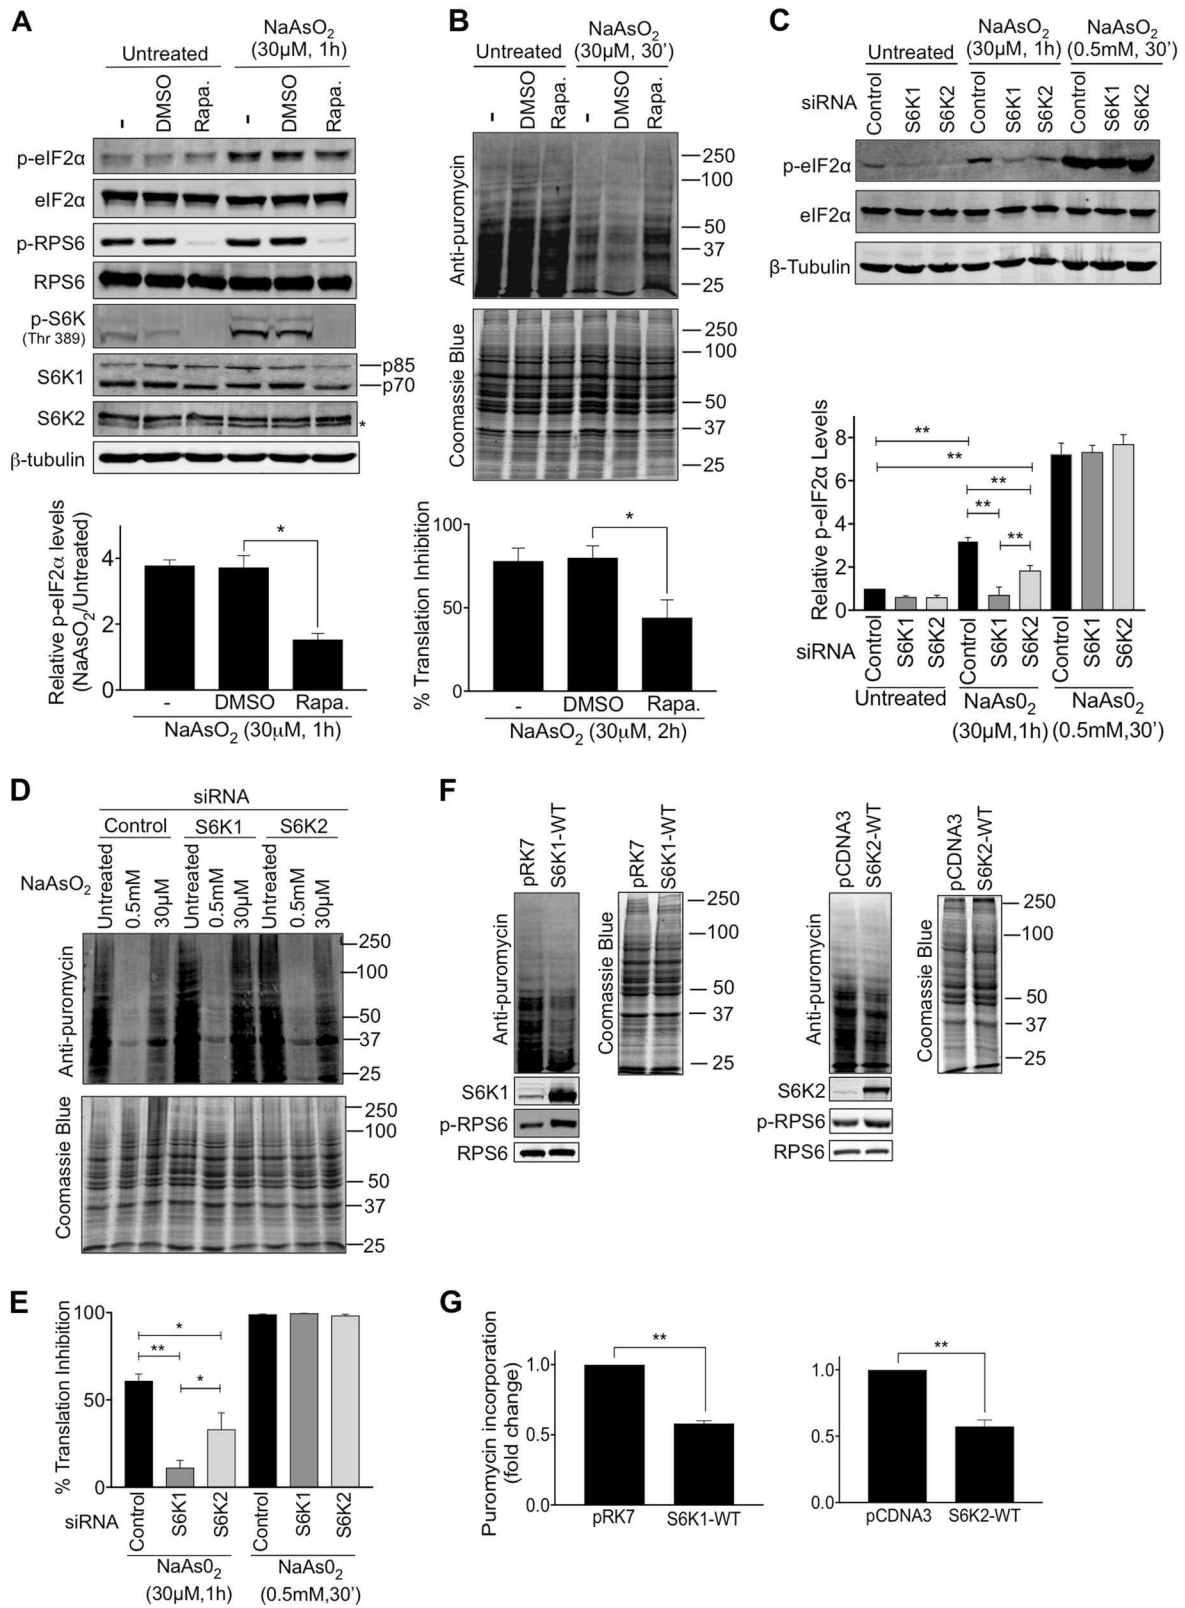 A
Untreated
NaAsO2
(30µM, 1h)
- DMSO Rapa. - DMSO Rapa.
p-eIF2α
eIF2α
p-RPS6
RPS6
p-S6K
(Thr 389)
S6K1
p85
p70
S6K2
*
β-tubulin
Relative p-eIF2α levels
(NaAsO2/Untreated)
4
2
0
*
- DMSO Rapa.
NaAsO2 (30µM, 1h)
B
Untreated
NaAsO2
(30µM, 30’)
- DMSO Rapa. - DMSO Rapa.
Anti-puromycin
250
100
50
37
25
Coomassie Blue
250
100
50
37
25
% Translation Inhibition
100
50
0
*
- DMSO Rapa.
NaAsO2 (30µM, 2h)
C
Untreated
NaAsO2
(30µM, 1h)
NaAsO2
(0.5mM, 30’)
siRNA
Control S6K1 S6K2 Control S6K1 S6K2 Control S6K1 S6K2
p-eIF2α
eIF2α
β-Tubulin
Relative p-eIF2α Levels
8
6
4
2
0
**
**
**
**
**
siRNA
Control S6K1 S6K2 Control S6K1 S6K2 Control S6K1 S6K2
Untreated
NaAs02
(30µM,1h)
NaAs02
(0.5mM,30’)
D
siRNA
Control S6K1 S6K2
NaAsO2
Untreated 0.5mM 30µM Untreated 0.5mM 30µM Untreated 0.5mM 30µM
Anti-puromycin
250
100
50
37
25
Coomassie Blue
250
100
50
37
25
E
% Translation Inhibition
100
50
0
*
**
*
siRNA
Control S6K1 S6K2 Control S6K1 S6K2
NaAs02
(30µM,1h)
NaAs02
(0.5mM,30’)
F
pRK7 S6K1-WT
Anti-puromycin
S6K1
p-RPS6
RPS6
pRK7 S6K1-WT
Coomassie Blue
250
100
50
37
25
pCDNA3 S6K2-WT
Anti-puromycin
S6K2
p-RPS6
RPS6
pCDNA3 S6K2-WT
Coomassie Blue
250
100
50
37
25
G
Puromycin incorporation
(fold change)
1.0
0.5
0.0
**
pRK7 S6K1-WT
1.0
0.5
0.0
**
pCDNA3 S6K2-WT